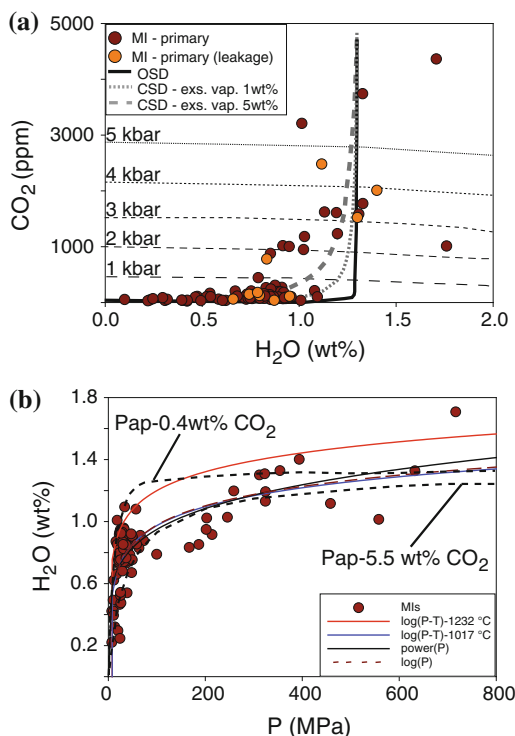 (a)
5000
3000
1000
CO₂ (ppm)
MI - primary
MI - primary (leakage)
OSD
CSD - exs. vap. 1wt%
CSD - exs. vap. 5wt%
5 kbar
4 kbar
3 kbar
2 kbar
1 kbar
0.0 0.5 1.0 1.5 2.0
H₂O (wt%)
(b)
1.8
1.4
1.0
0.6
0.2
H₂O (wt%)
Pap-0.4wt% CO₂
Pap-5.5 wt% CO₂
MIs
log(P-T)-1232 °C
log(P-T)-1017 °C
power(P)
log(P)
0 200 400 600 800
P (MPa)